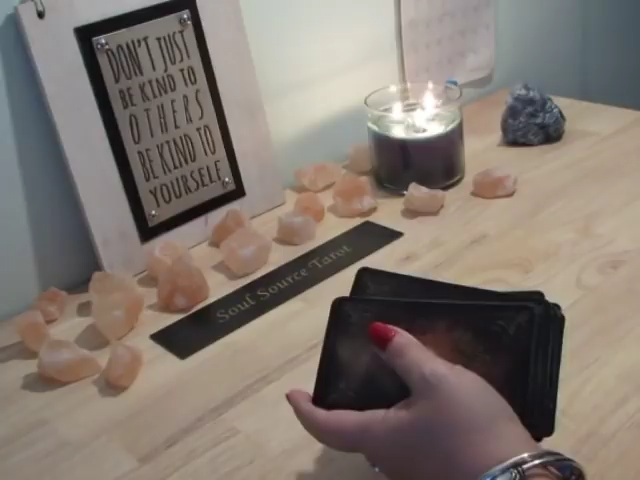 DON'T JUST
BE KIND TO
OTHERS
BE KIND TO
YOURSELF
Soul Source Tarot